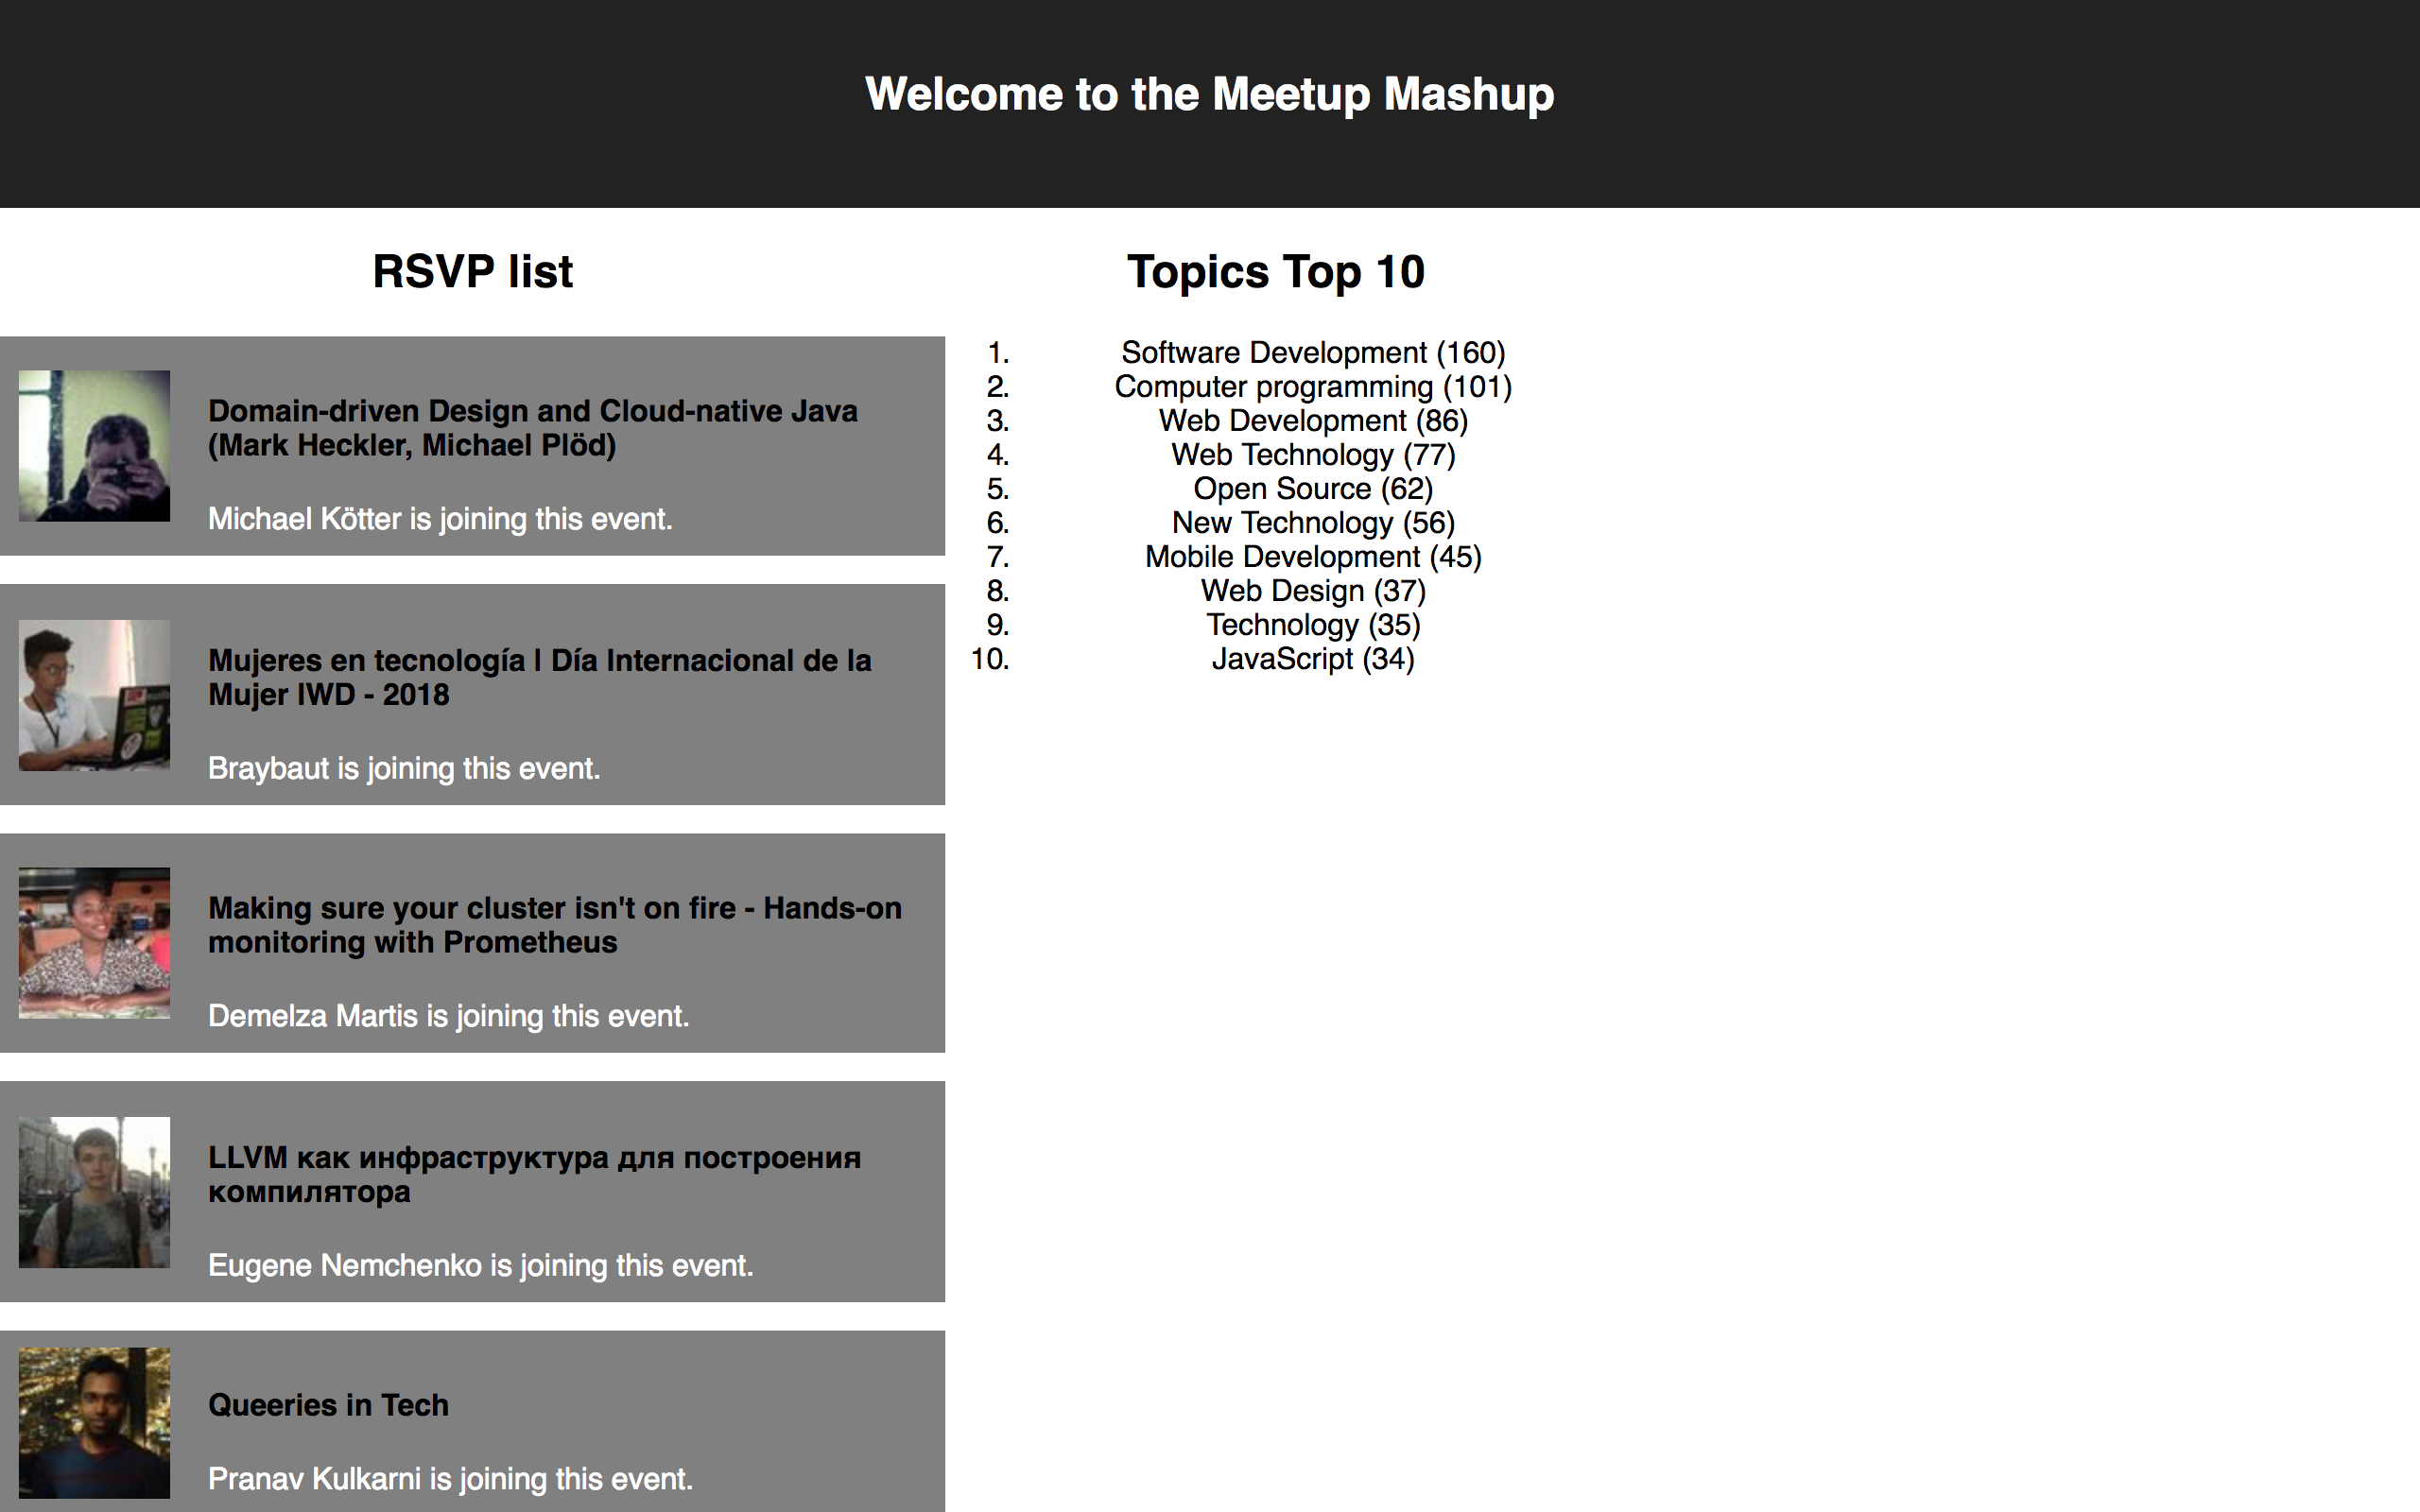 Welcome to the Meetup Mashup
RSVP list
Domain-driven Design and Cloud-native Java
(Mark Heckler, Michael Plöd)
Michael Kötter is joining this event.
Mujeres en tecnología | Día Internacional de la
Mujer IWD - 2018
Braybaut is joining this event.
Making sure your cluster isn't on fire - Hands-on
monitoring with Prometheus
Demelza Martis is joining this event.
LLVM как инфраструктура для построения
компилятора
Eugene Nemchenko is joining this event.
Queeries in Tech
Pranav Kulkarni is joining this event.
Topics Top 10
1. Software Development (160)
2. Computer programming (101)
3. Web Development (86)
4. Web Technology (77)
5. Open Source (62)
6. New Technology (56)
7. Mobile Development (45)
8. Web Design (37)
9. Technology (35)
10. JavaScript (34)